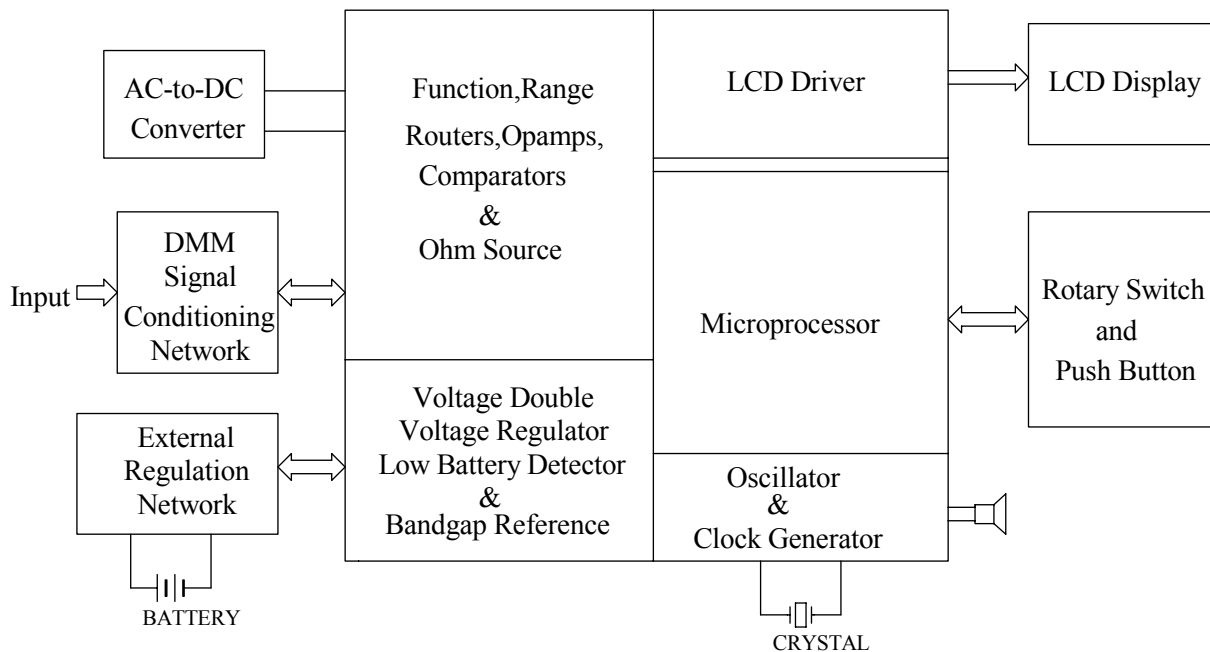 AC-to-DC
Converter
Function,Range
Routers,Opamps,
Comparators
&
Ohm Source
LCD Driver
LCD Display
Input
DMM
Signal
Conditioning
Network
Microprocessor
Rotary Switch
and
Push Button
External
Regulation
Network
BATTERY
Voltage Double
Voltage Regulator
Low Battery Detector
&
Bandgap Reference
Oscillator
&
Clock Generator
CRYSTAL